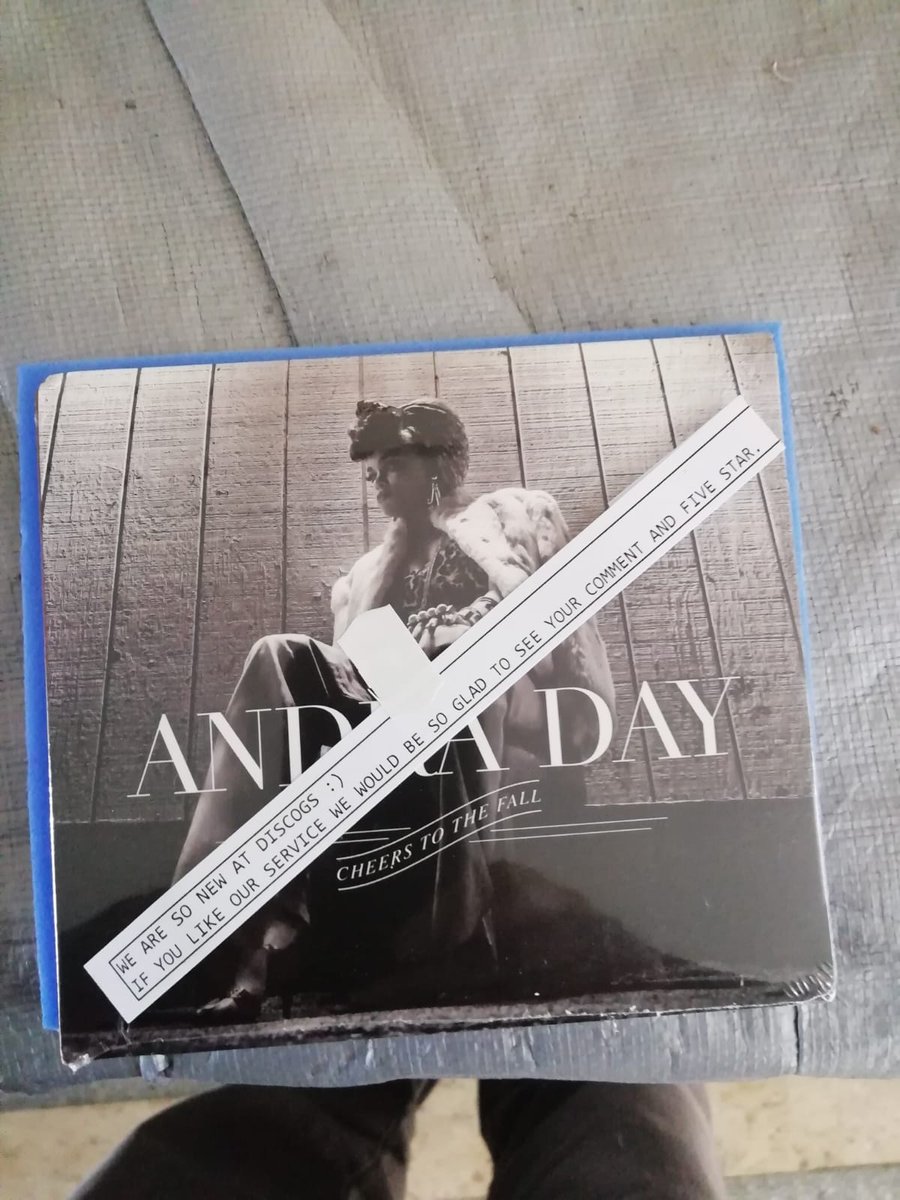 ANDRA DAY
CHEERS TO THE FALL
WE ARE SO NEW AT DISCOGS :)
IF YOU LIKE OUR SERVICE WE WOULD BE SO GLAD TO SEE YOUR COMMENT AND FIVE STAR.